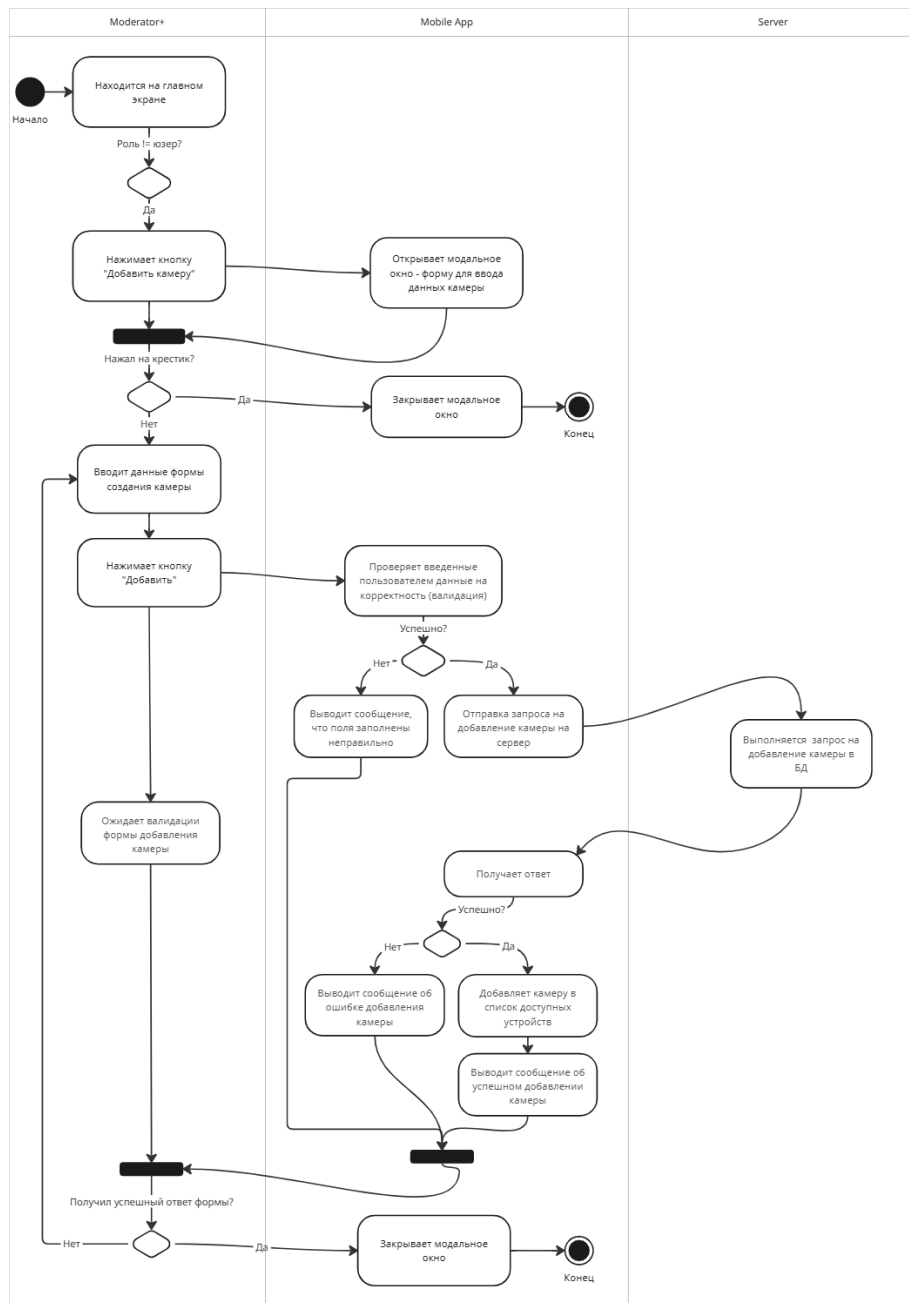 Moderator+
Mobile App
Server
Находится на главном
экране
Начало
Роль != юзер?
Да
Нажимает кнопку
"Добавить камеру"
Открывает модальное
окно - форму для ввода
данных камеры
Нажал на крестик?
Да
Закрывает модальное
окно
Конец
Нет
Вводит данные формы
создания камеры
Нажимает кнопку
"Добавить"
Проверяет введенные
пользователем данные на
корректность (валидация)
Успешно?
Нет
Да
Выводит сообщение,
что поля заполнены
неправильно
Отправка запроса на
добавление камеры на
сервер
Выполняется запрос на
добавление камеры в
БД
Ожидает валидации
формы добавления
камеры
Получает ответ
Успешно?
Нет
Да
Выводит сообщение об
ошибке добавления
камеры
Добавляет камеру в
список доступных
устройств
Выводит сообщение об
успешном добавлении
камеры
Получил успешный ответ формы?
Нет
Да
Закрывает модальное
окно
Конец